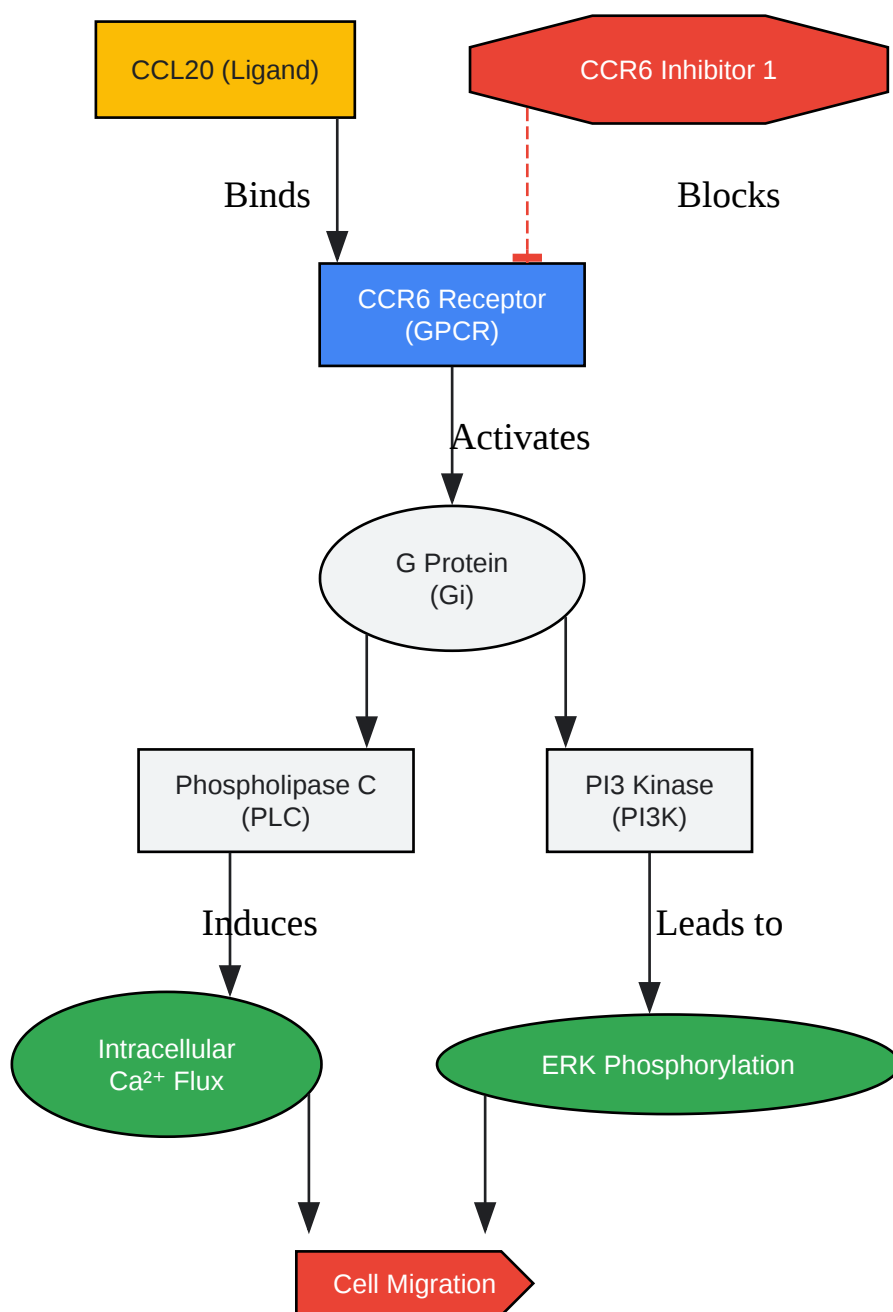 CCL20 (Ligand)
CCR6 Inhibitor 1
Binds
Blocks
CCR6 Receptor
(GPCR)
Activates
G Protein
(Gi)
Phospholipase C
(PLC)
PI3 Kinase
(PI3K)
Induces
Leads to
Intracellular
Ca²⁺ Flux
ERK Phosphorylation
Cell Migration